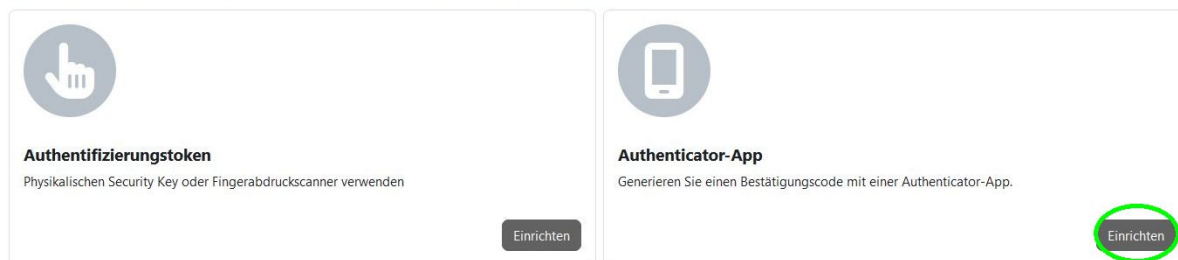 Authentifizierungstoken
Physikalischen Security Key oder Fingerabdruckscanner verwenden
Einrichten
Authenticator-App
Generieren Sie einen Bestätigungscode mit einer Authenticator-App.
Einrichten